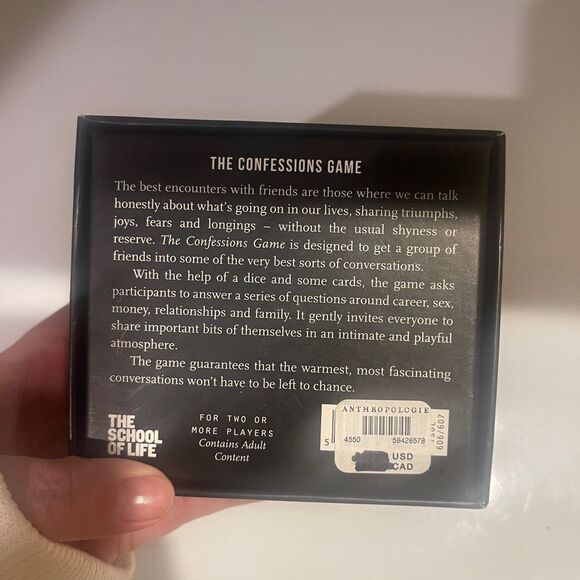 THE CONFESSIONS GAME
The best encounters with friends are those where we can talk
honestly about what's going on in our lives, sharing triumphs,
joys, fears and longings – without the usual shyness or
reserve. The Confessions Game is designed to get a group of
friends into some of the very best sorts of conversations.
With the help of a dice and some cards, the game asks
participants to answer a series of questions around career, sex,
money, relationships and family. It gently invites everyone to
share important bits of themselves in an intimate and playful
atmosphere.
The game guarantees that the warmest, most fascinating
conversations won't have to be left to chance.
THE
SCHOOL
OF LIFE
FOR TWO OR
MORE PLAYERS
Contains Adult
Content
ANTHROPOLOGIE
5 4550 58426578
USD
CAD
606/607